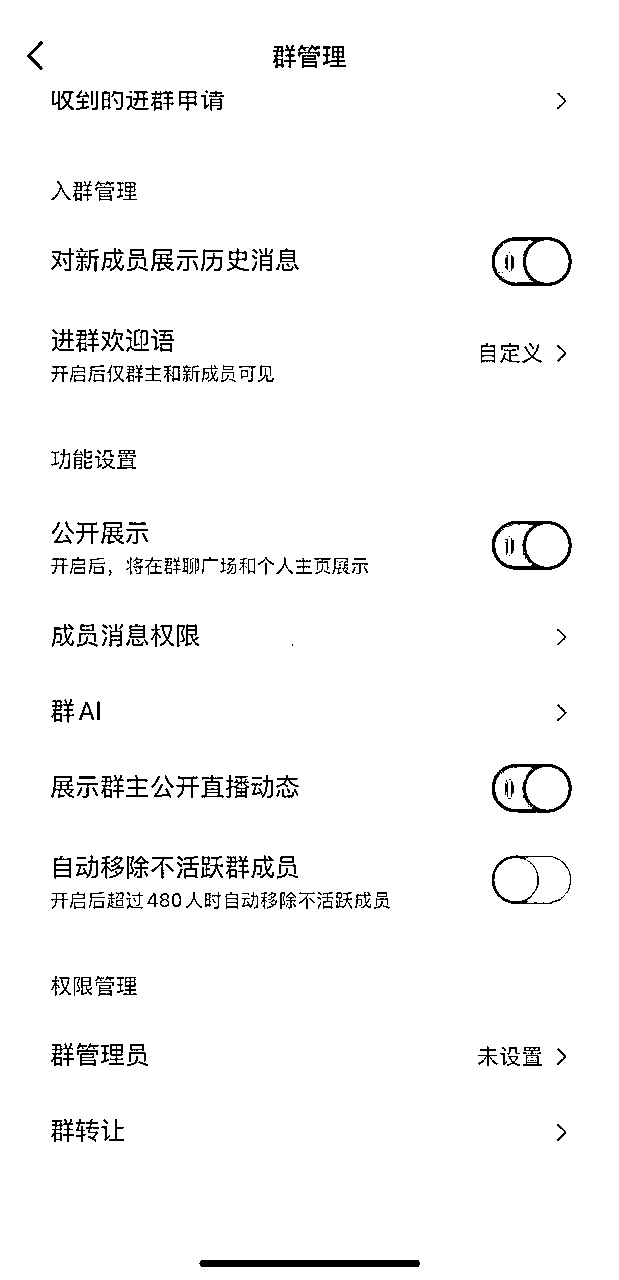 群管理
收到的进群申请
入群管理
对新成员展示历史消息
进群欢迎语
自定义
开启后仅群主和新成员可见
功能设置
公开展示
开启后，将在群聊广场和个人主页展示
成员消息权限
群AI
展示群主公开直播动态
自动移除不活跃群成员
开启后超过480人时自动移除不活跃成员
权限管理
群管理员
未设置
群转让